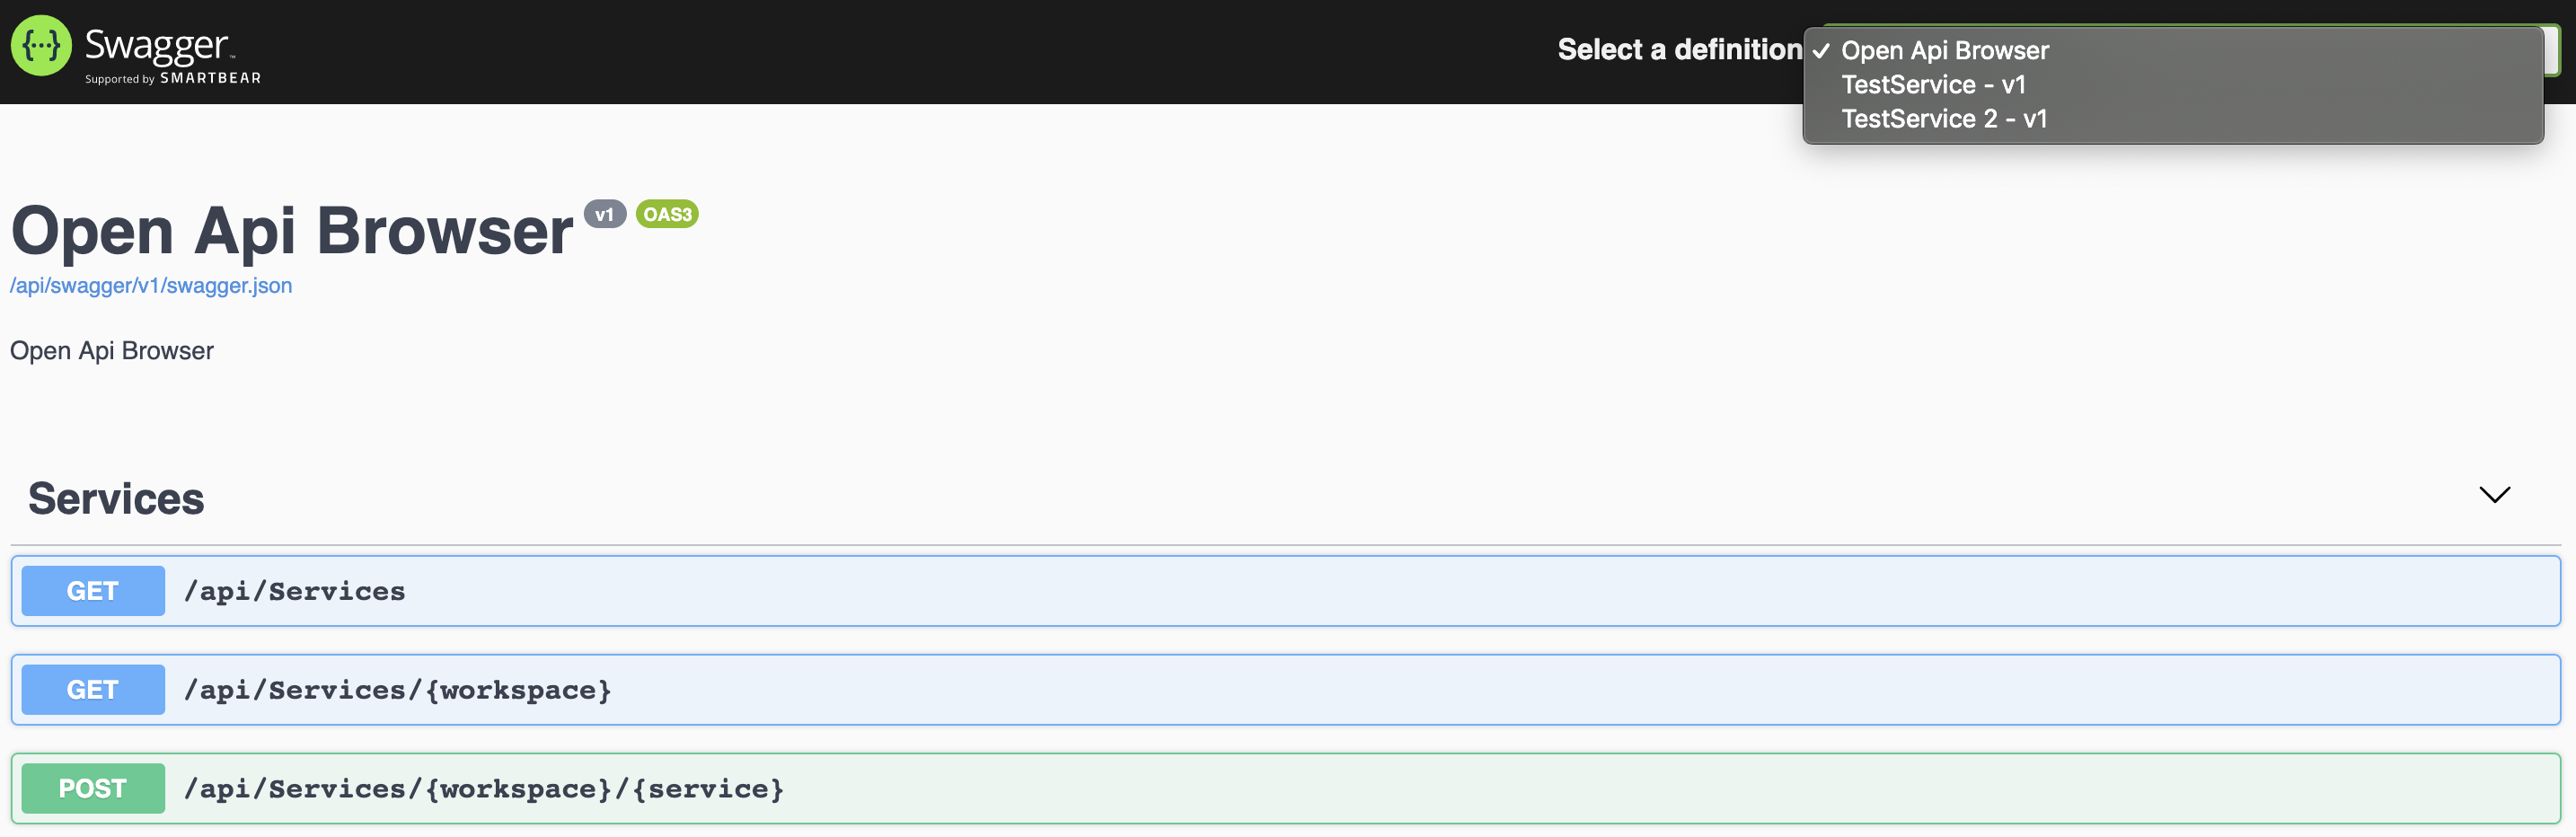 {...} Swagger™
Supported by SMARTBEAR
Select a definition
✓ Open Api Browser
TestService - v1
TestService 2 - v1
Open Api Browser v1 OAS3
/api/swagger/v1/swagger.json
Open Api Browser
Services
GET /api/Services
GET /api/Services/{workspace}
POST /api/Services/{workspace}/{service}